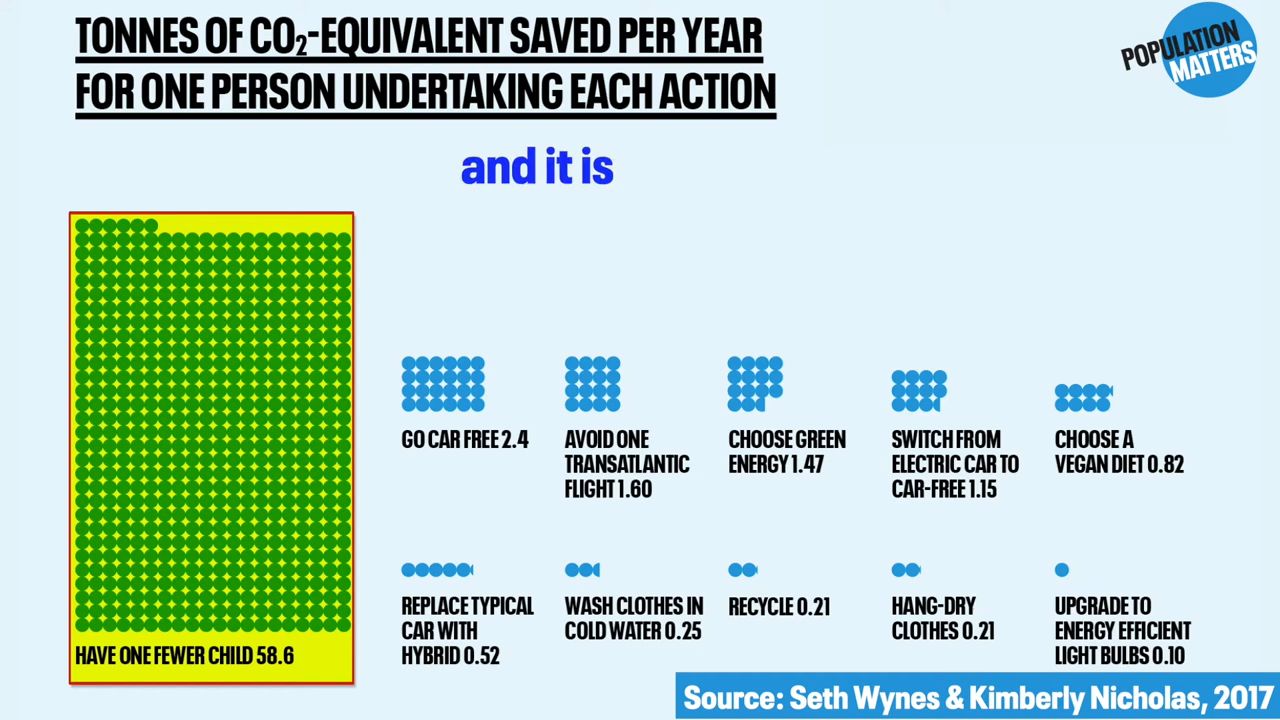 TONNES OF CO₂-EQUIVALENT SAVED PER YEAR
FOR ONE PERSON UNDERTAKING EACH ACTION
POPULATION
MATTERS
and it is
HAVE ONE FEWER CHILD 58.6
GO CAR FREE 2.4
AVOID ONE
TRANSATLANTIC
FLIGHT 1.60
CHOOSE GREEN
ENERGY 1.47
SWITCH FROM
ELECTRIC CAR TO
CAR-FREE 1.15
CHOOSE A
VEGAN DIET 0.82
REPLACE TYPICAL
CAR WITH
HYBRID 0.52
WASH CLOTHES IN
COLD WATER 0.25
RECYCLE 0.21
HANG-DRY
CLOTHES 0.21
UPGRADE TO
ENERGY EFFICIENT
LIGHT BULBS 0.10
Source: Seth Wynes & Kimberly Nicholas, 2017